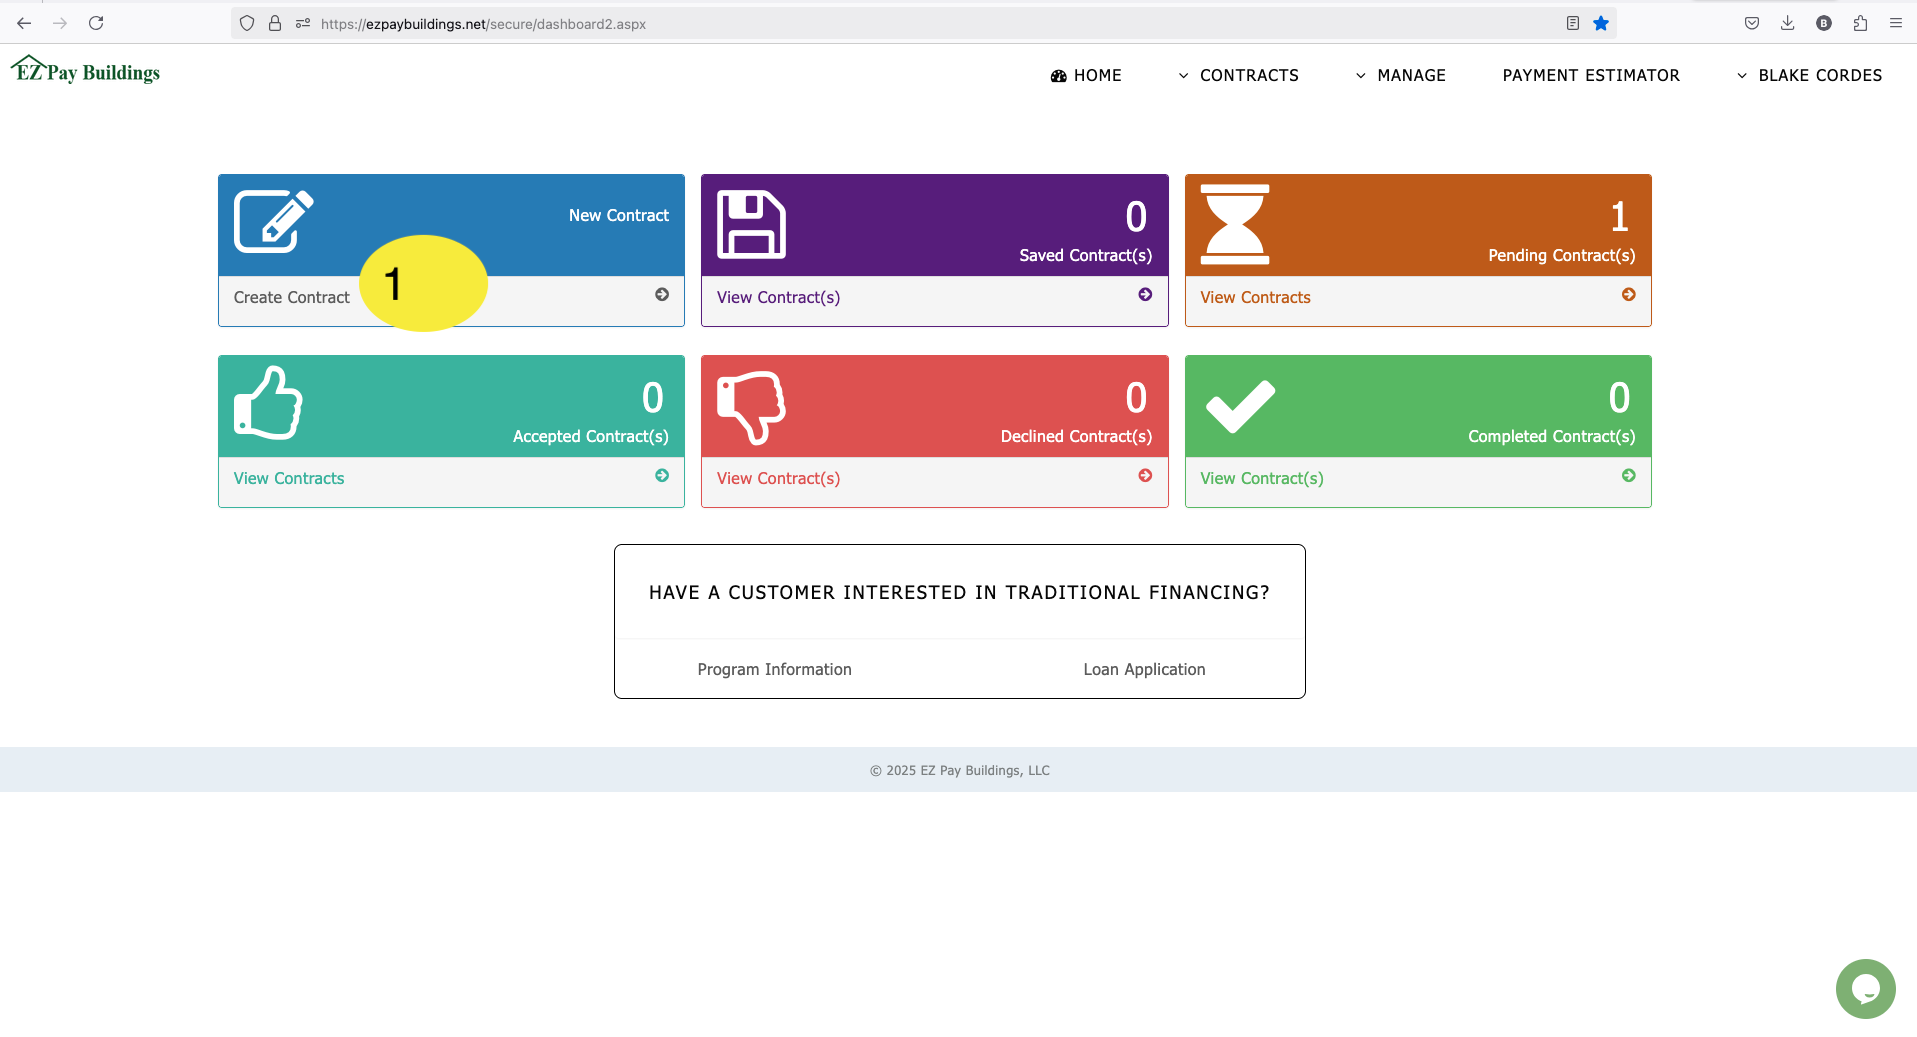 https://ezpaybuildings.net/secure/dashboard2.aspx
B
EZ Pay Buildings
HOME
CONTRACTS
MANAGE
PAYMENT ESTIMATOR
BLAKE CORDES
New Contract
Create Contract
1
0
Saved Contract(s)
View Contract(s)
1
Pending Contract(s)
View Contracts
0
Accepted Contract(s)
View Contracts
0
Declined Contract(s)
View Contract(s)
0
Completed Contract(s)
View Contract(s)
HAVE A CUSTOMER INTERESTED IN TRADITIONAL FINANCING?
Program Information
Loan Application
© 2025 EZ Pay Buildings, LLC